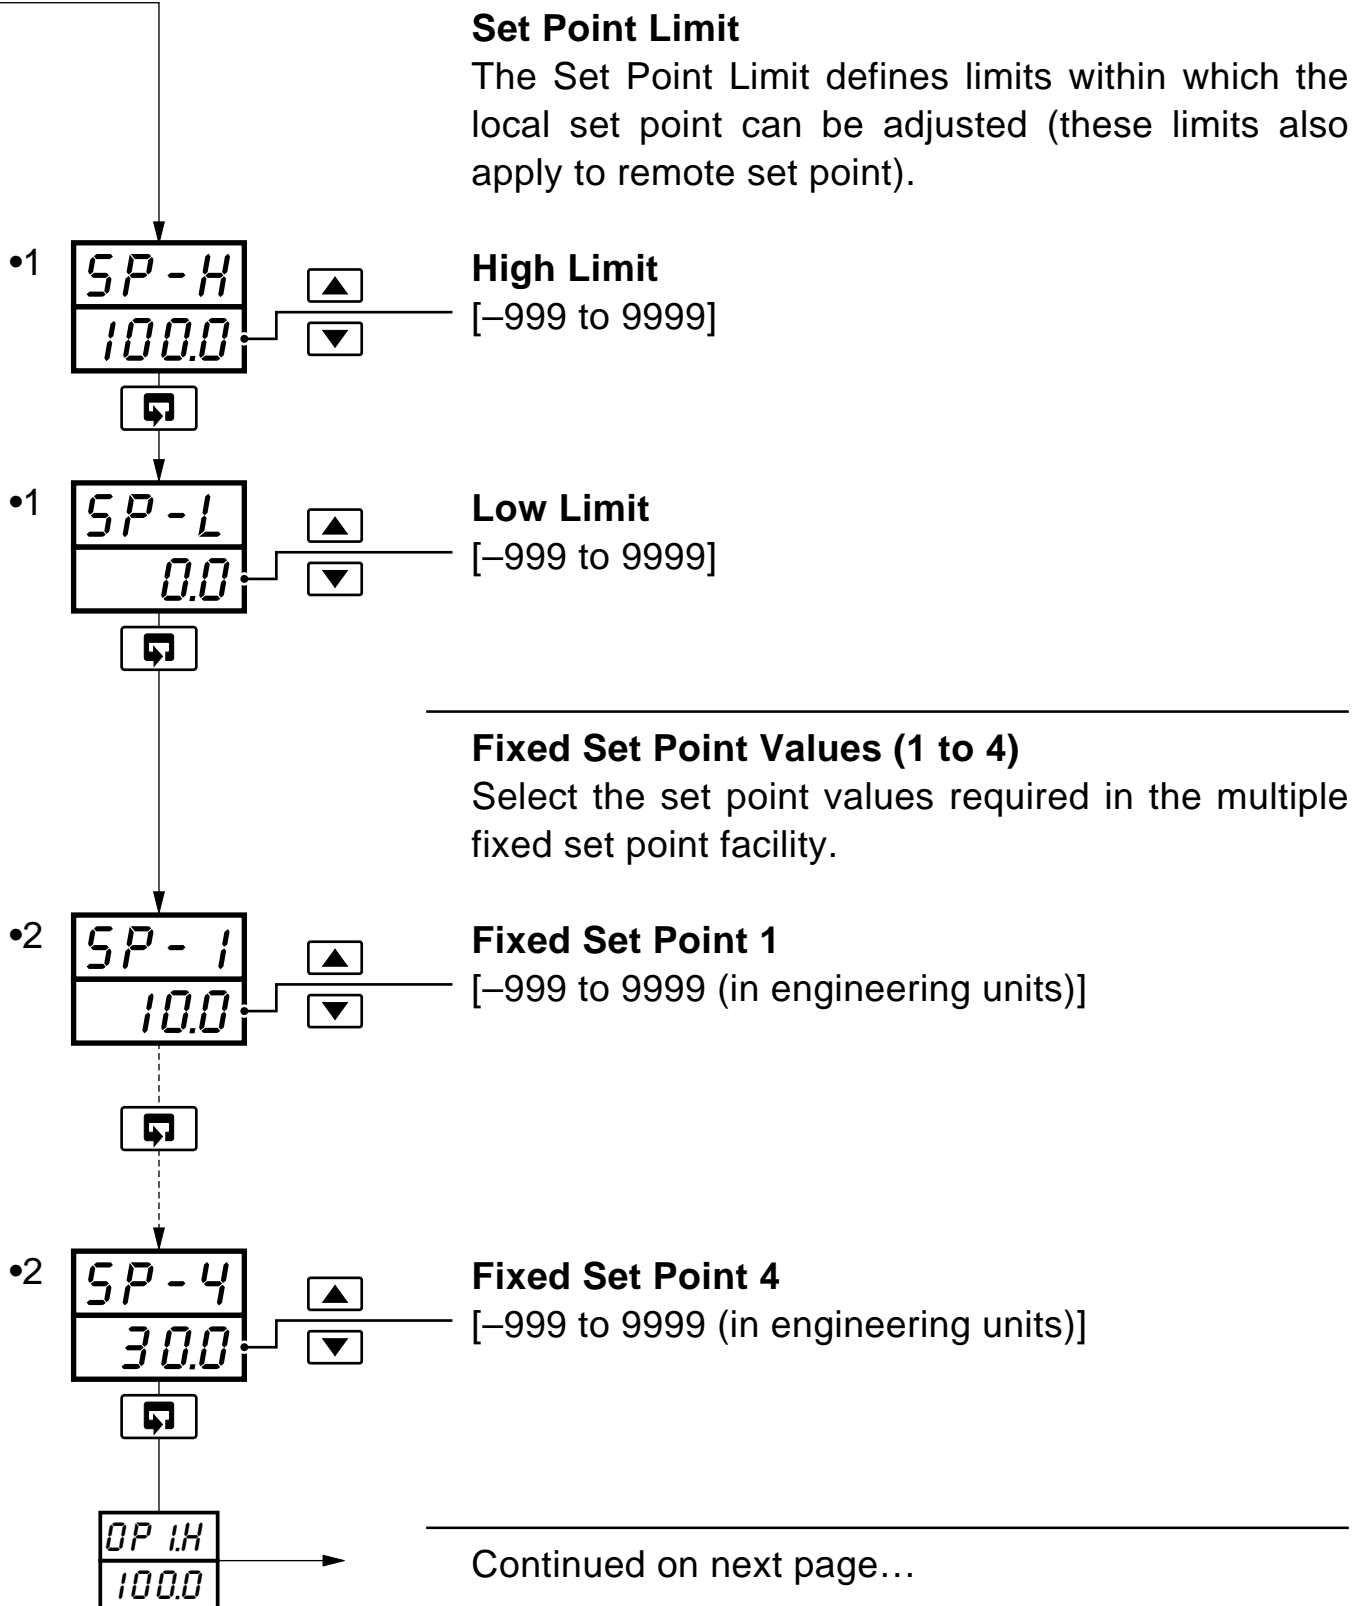 Set Point Limit
The Set Point Limit defines limits within which the
local set point can be adjusted (these limits also
apply to remote set point).
•1
SP-H
100.0
High Limit
[–999 to 9999]
•1
SP-L
0.0
Low Limit
[–999 to 9999]
Fixed Set Point Values (1 to 4)
Select the set point values required in the multiple
fixed set point facility.
•2
SP-1
10.0
Fixed Set Point 1
[–999 to 9999 (in engineering units)]
•2
SP-4
30.0
Fixed Set Point 4
[–999 to 9999 (in engineering units)]
OP1.H
100.0
Continued on next page…